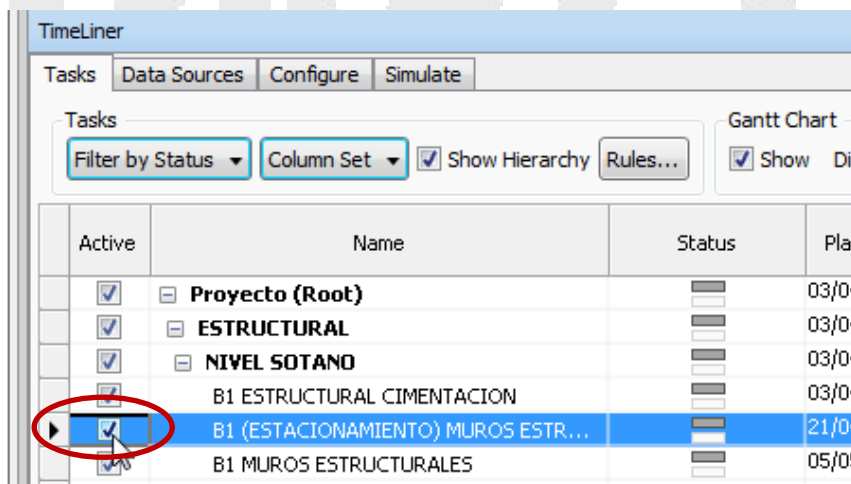 TimeLiner
Tasks Data Sources Configure Simulate
Tasks Gantt Chart
Filter by Status Column Set Show Hierarchy Rules... Show Di
Active Name Status Pla
Proyecto (Root) 03/0
ESTRUCTURAL 03/0
NIVEL SOTANO 03/0
B1 ESTRUCTURAL CIMENTACION 03/0
B1 (ESTACIONAMIENTO) MUROS ESTR... 21/0
B1 MUROS ESTRUCTURALES 05/0